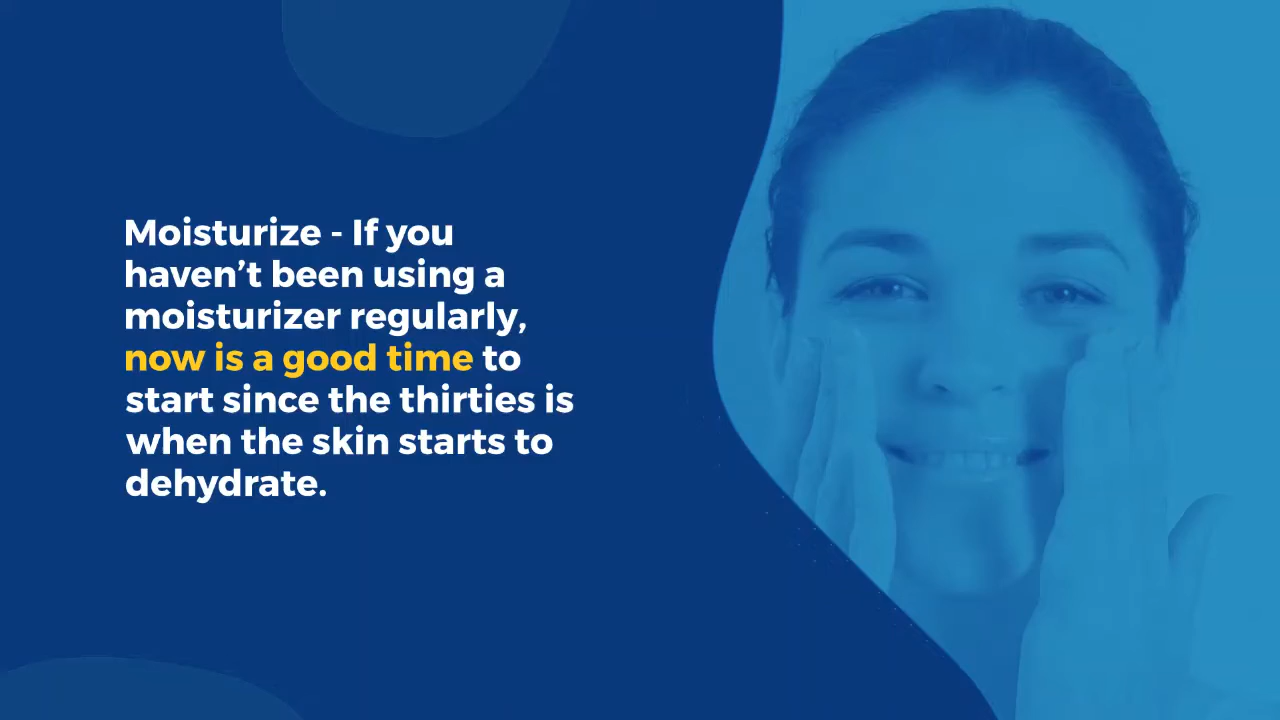 Moisturize - If you
haven’t been using a
moisturizer regularly,
now is a good time to
start since the thirties is
when the skin starts to
dehydrate.